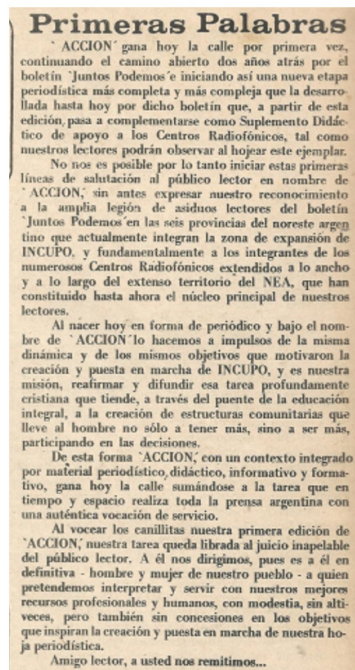 Primeras Palabras
`ACCION´ gana hoy la calle por primera vez,
continuando el camino abierto dos años atrás por el
boletín `Juntos Podemos´e iniciando así una nueva etapa
periodística más completa y más compleja que la desarro-
llada hasta hoy por dicho boletín que, a partir de esta
edición, pasa a complementarse como Suplemento Didác-
tico de apoyo a los Centros Radiofónicos, tal como
nuestros lectores podrán observar al hojear este ejemplar.
No nos es posible por lo tanto iniciar estas primeras
líneas de salutación al público lector en nombre de
`ACCION,´ sin antes expresar nuestro reconocimiento
a la amplia legión de asiduos lectores del boletín
`Juntos Podemos´en las seis provincias del noreste argen
tino que actualmente integran la zona de expansión de
INCUPO, y fundamentalmente a los integrantes de los
numerosos Centros Radiofónicos extendidos a lo ancho
y a lo largo del extenso territorio del NEA, que han
constituido hasta ahora el núcleo principal de nuestros
lectores.
Al nacer hoy en forma de periódico y bajo el nom-
bre de `ACCION´lo hacemos a impulsos de la misma
dinámica y de los mismos objetivos que motivaron la
creación y puesta en marcha de INCUPO, y es nuestra
misión, reafirmar y difundir esa tarea profundamente
cristiana que tiende, a través del puente de la educación
integral, a la creación de estructuras comunitarias que
lleve al hombre no sólo a tener más, sino a ser más,
participando en las decisiones.
De esta forma `ACCION,´ con un contexto integrado
por material periodístico, didáctico, informativo y forma-
tivo, gana hoy la calle sumándose a la tarea que en
tiempo y espacio realiza toda la prensa argentina con
una auténtica vocación de servicio.
Al vocear los canillitas nuestra primera edición de
`ACCION,´ nuestra tarea queda librada al juicio inapelable
del público lector. A él nos dirigimos, pues es a él en
definitiva - hombre y mujer de nuestro pueblo - a quien
pretendemos interpretar y servir con nuestros mejores
recursos profesionales y humanos, con modestia, sin alti-
veces, pero también sin concesiones en los objetivos
que inspiran la creación y puesta en marcha de nuestra ho-
ja periodística.
Amigo lector, a usted nos remitimos...